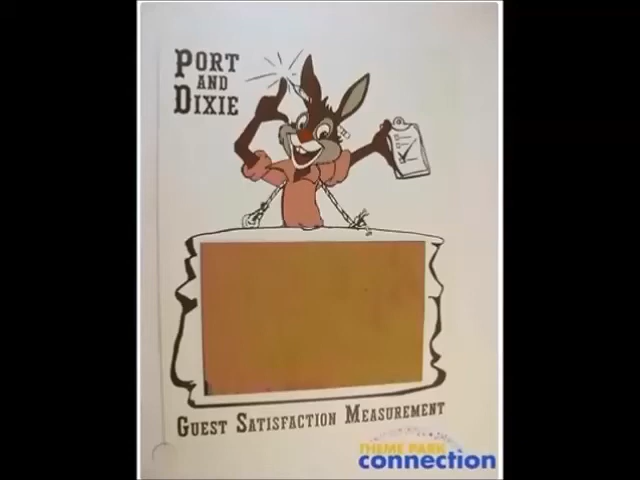 PORT
AND
DIXIE
GUEST SATISFACTION MEASUREMENT
THEME PARK
connection